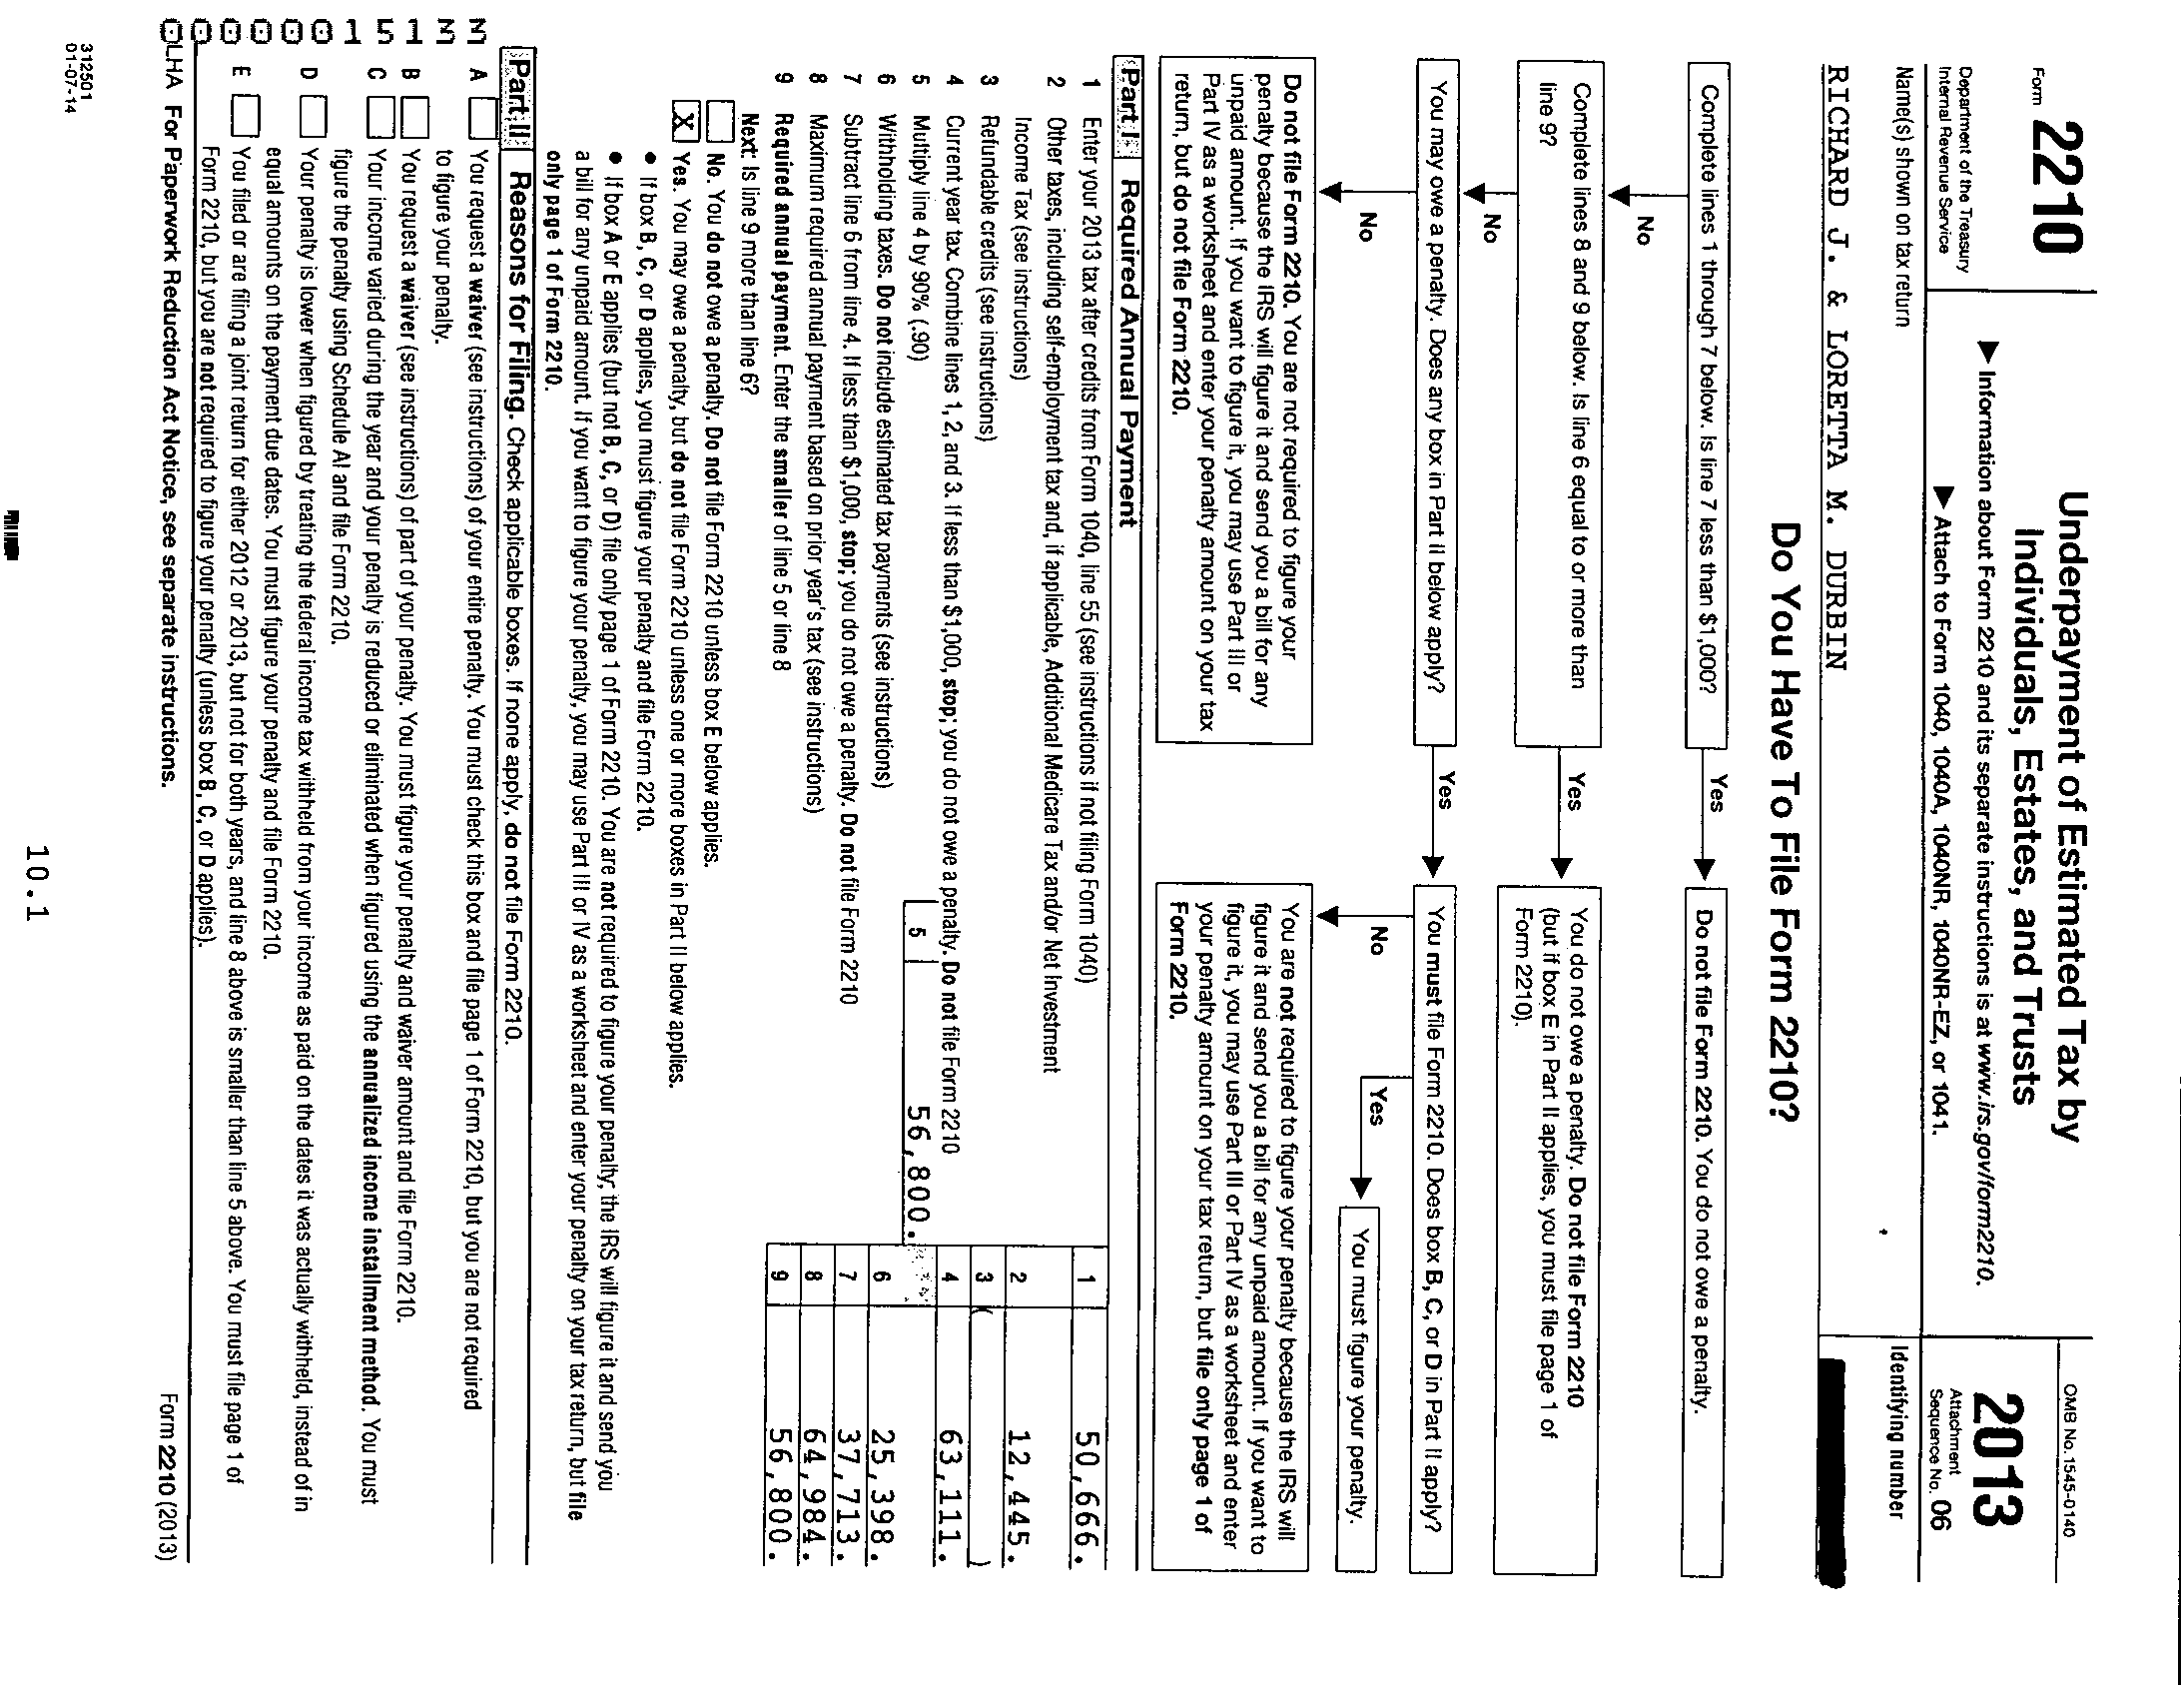 Form 2210
Department of the Treasury
Internal Revenue Service
Underpayment of Estimated Tax by
Individuals, Estates, and Trusts
▶ Information about Form 2210 and its separate instructions is at www.irs.gov/form2210.
▶ Attach to Form 1040, 1040A, 1040NR, 1040NR-EZ, or 1041.
OMB No. 1545-0140
2013
Attachment
Sequence No. 06
Name(s) shown on tax return
Identifying number
RICHARD J. & LORETTA M. DURBIN
Do You Have To File Form 2210?
Complete lines 1 through 7 below. Is line 7 less than $1,000?
Yes
Do not file Form 2210. You do not owe a penalty.
No
Complete lines 8 and 9 below. Is line 6 equal to or more than
line 9?
Yes
You do not owe a penalty. Do not file Form 2210
(but if box E in Part II applies, you must file page 1 of
Form 2210).
No
You may owe a penalty. Does any box in Part II below apply?
Yes
You must file Form 2210. Does box B, C, or D in Part II apply?
No
No
Yes
You must figure your penalty.
Do not file Form 2210. You are not required to figure your
penalty because the IRS will figure it and send you a bill for any
unpaid amount. If you want to figure it, you may use Part III or
Part IV as a worksheet and enter your penalty amount on your tax
return, but do not file Form 2210.
You are not required to figure your penalty because the IRS will
figure it and send you a bill for any unpaid amount. If you want to
figure it, you may use Part III or Part IV as a worksheet and enter
your penalty amount on your tax return, but file only page 1 of
Form 2210.
Part I Required Annual Payment
1 Enter your 2013 tax after credits from Form 1040, line 55 (see instructions if not filing Form 1040) 1 50,666.
2 Other taxes, including self-employment tax and, if applicable, Additional Medicare Tax and/or Net Investment
Income Tax (see instructions) 2 12,445.
3 Refundable credits (see instructions) 3 ( )
4 Current year tax. Combine lines 1, 2, and 3. If less than $1,000, stop; you do not owe a penalty. Do not file Form 2210 4 63,111.
5 Multiply line 4 by 90% (.90) 5 56,800.
6 Withholding taxes. Do not include estimated tax payments (see instructions) 6 25,398.
7 Subtract line 6 from line 4. If less than $1,000, stop; you do not owe a penalty. Do not file Form 2210 7 37,713.
8 Maximum required annual payment based on prior year's tax (see instructions) 8 64,984.
9 Required annual payment. Enter the smaller of line 5 or line 8 9 56,800.
Next: Is line 9 more than line 6?
No. You do not owe a penalty. Do not file Form 2210 unless box E below applies.
X Yes. You may owe a penalty, but do not file Form 2210 unless one or more boxes in Part II below applies.
● If box B, C, or D applies, you must figure your penalty and file Form 2210.
● If box A or E applies (but not B, C, or D) file only page 1 of Form 2210. You are not required to figure your penalty; the IRS will figure it and send you
a bill for any unpaid amount. If you want to figure your penalty, you may use Part III or IV as a worksheet and enter your penalty on your tax return, but file
only page 1 of Form 2210.
Part II Reasons for Filing. Check applicable boxes. If none apply, do not file Form 2210.
A You request a waiver (see instructions) of your entire penalty. You must check this box and file page 1 of Form 2210, but you are not required
to figure your penalty.
B You request a waiver (see instructions) of part of your penalty. You must figure your penalty and waiver amount and file Form 2210.
C Your income varied during the year and your penalty is reduced or eliminated when figured using the annualized income installment method. You must
figure the penalty using Schedule AI and file Form 2210.
D Your penalty is lower when figured by treating the federal income tax withheld from your income as paid on the dates it was actually withheld, instead of in
equal amounts on the payment due dates. You must figure your penalty and file Form 2210.
E You filed or are filing a joint return for either 2012 or 2013, but not for both years, and line 8 above is smaller than line 5 above. You must file page 1 of
Form 2210, but you are not required to figure your penalty (unless box B, C, or D applies).
LHA For Paperwork Reduction Act Notice, see separate instructions.
Form 2210 (2013)
312501
01-07-14
10.1